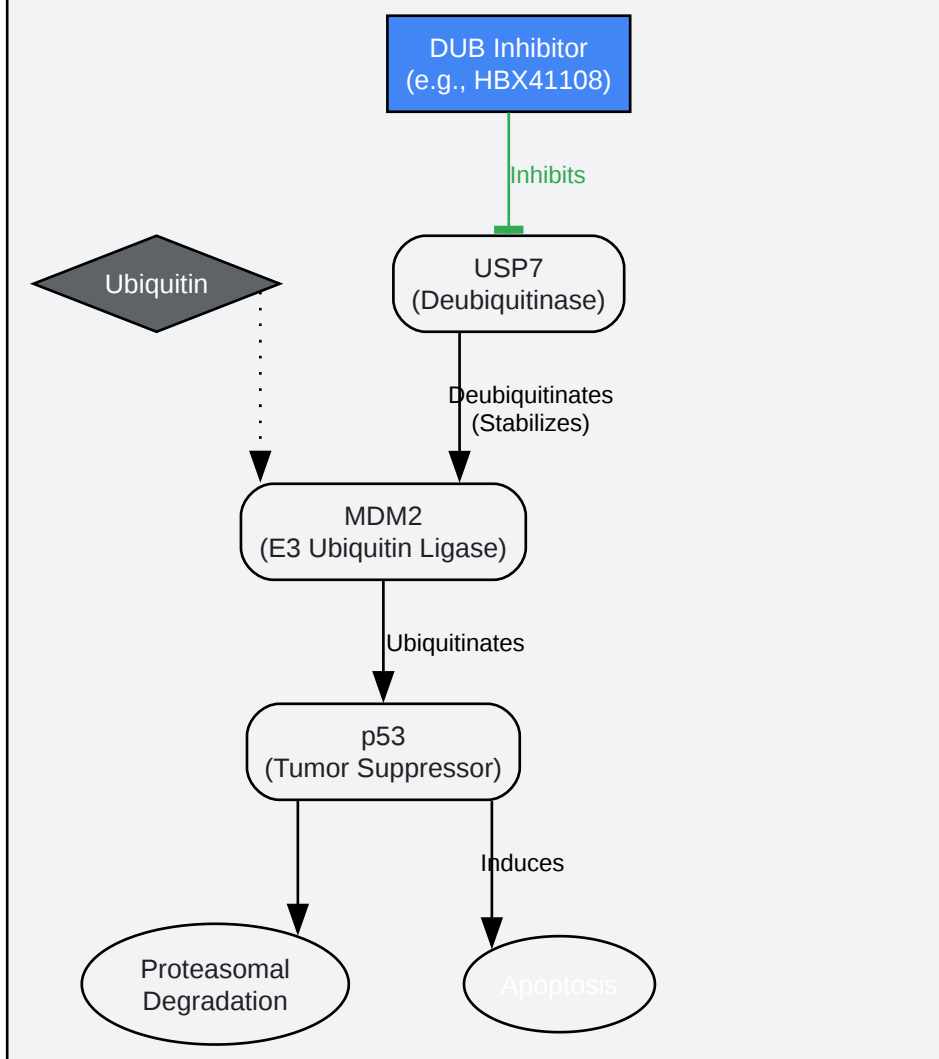 DUB Inhibitor
(e.g., HBX41108)
Inhibits
Ubiquitin
USP7
(Deubiquitinase)
Deubiquitinates
(Stabilizes)
MDM2
(E3 Ubiquitin Ligase)
Ubiquitinates
p53
(Tumor Suppressor)
Induces
Proteasomal
Degradation
Apoptosis